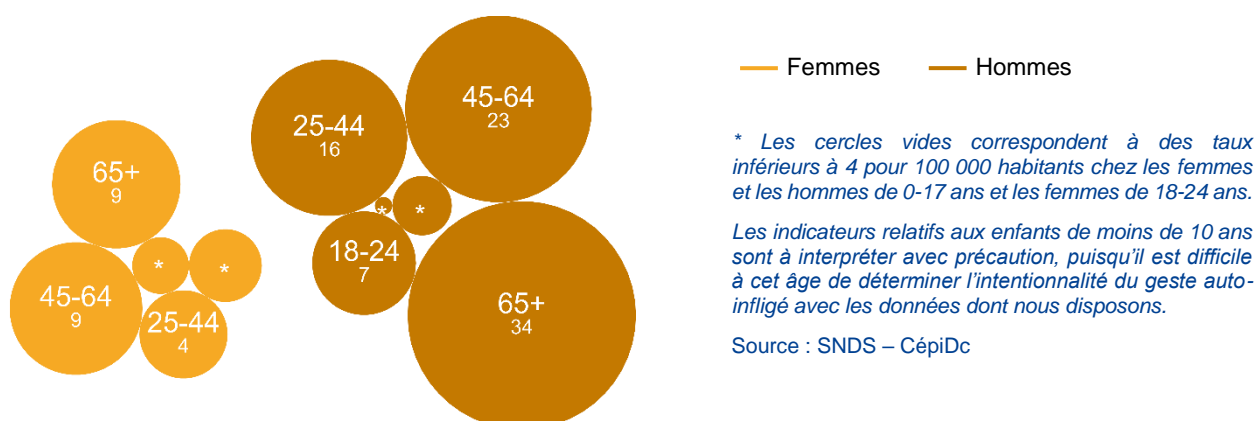 65+
9
*
*
45-64
9
25-44
4
25-44
16
45-64
23
*
*
18-24
7
65+
34
Femmes
Hommes
* Les cercles vides correspondent à des taux
inférieurs à 4 pour 100 000 habitants chez les femmes
et les hommes de 0-17 ans et les femmes de 18-24 ans.
Les indicateurs relatifs aux enfants de moins de 10 ans
sont à interpréter avec précaution, puisqu'il est difficile
à cet âge de déterminer l'intentionnalité du geste auto-
infligé avec les données dont nous disposons.
Source : SNDS – CépiDc